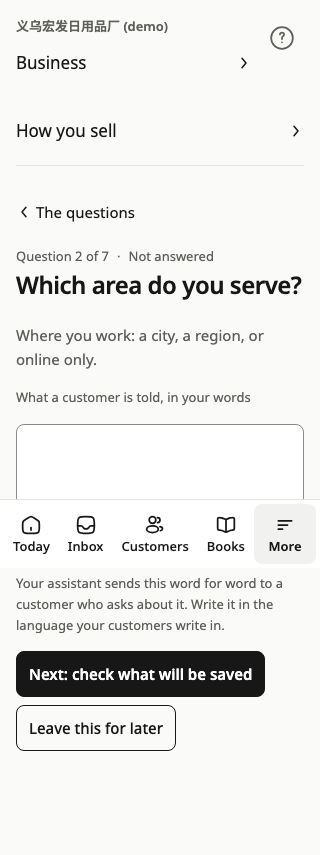 义乌宏发日用品厂 (demo)
Business
How you sell
The questions
Question 2 of 7 · Not answered
Which area do you serve?
Where you work: a city, a region, or
online only.
What a customer is told, in your words
Today Inbox Customers Books More
Your assistant sends this word for word to a
customer who asks about it. Write it in the
language your customers write in.
Next: check what will be saved
Leave this for later